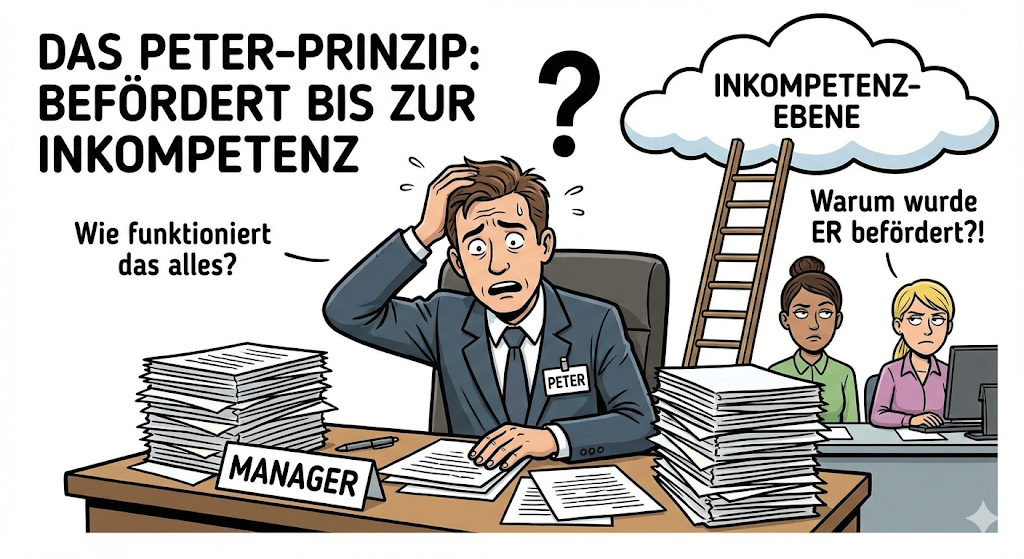 DAS PETER-PRINZIP:
BEFÖRDERT BIS ZUR
INKOMPETENZ
?
INKOMPETENZ-
EBENE
Wie funktioniert
das alles?
Warum wurde
ER befördert?!
PETER
MANAGER